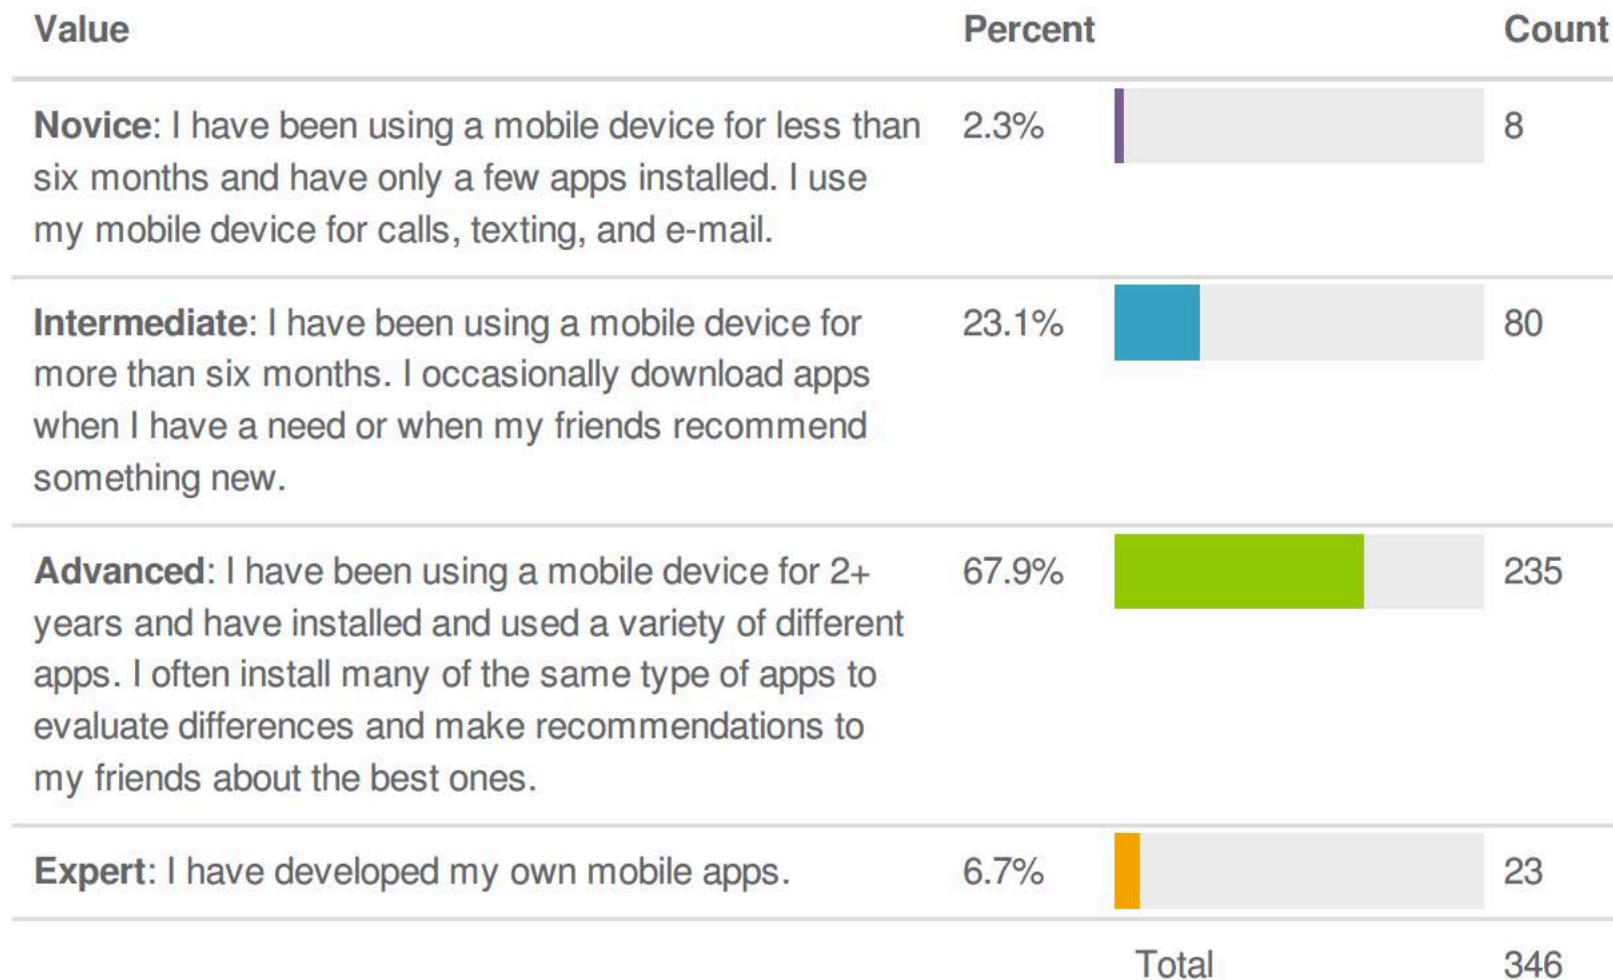 Value Percent Count
Novice: I have been using a mobile device for less than 2.3% 8
six months and have only a few apps installed. I use
my mobile device for calls, texting, and e-mail.
Intermediate: I have been using a mobile device for 23.1% 80
more than six months. I occasionally download apps
when I have a need or when my friends recommend
something new.
Advanced: I have been using a mobile device for 2+ 67.9% 235
years and have installed and used a variety of different
apps. I often install many of the same type of apps to
evaluate differences and make recommendations to
my friends about the best ones.
Expert: I have developed my own mobile apps. 6.7% 23
Total 346